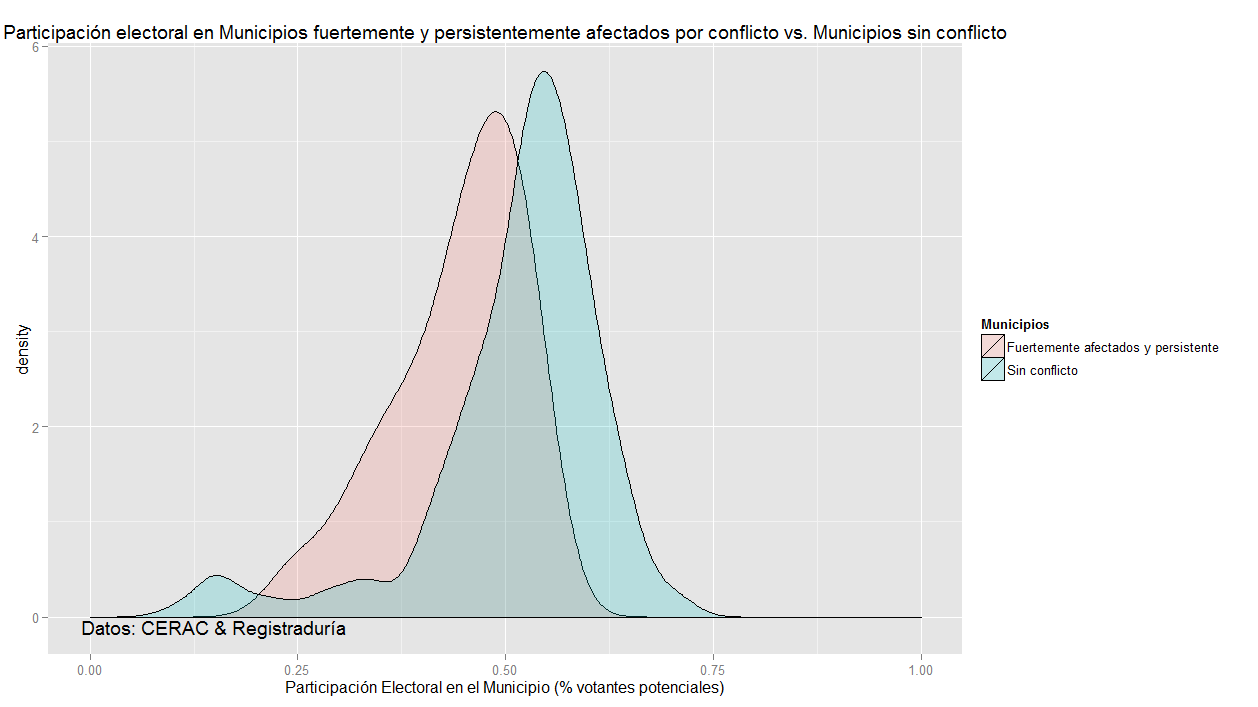 Participación electoral en Municipios fuertemente y persistentemente afectados por conflicto vs. Municipios sin conflicto
6
4
2
0
density
Datos: CERAC & Registraduría
0.00
0.25
0.50
0.75
1.00
Participación Electoral en el Municipio (% votantes potenciales)
Municipios
Fuertemente afectados y persistente
Sin conflicto